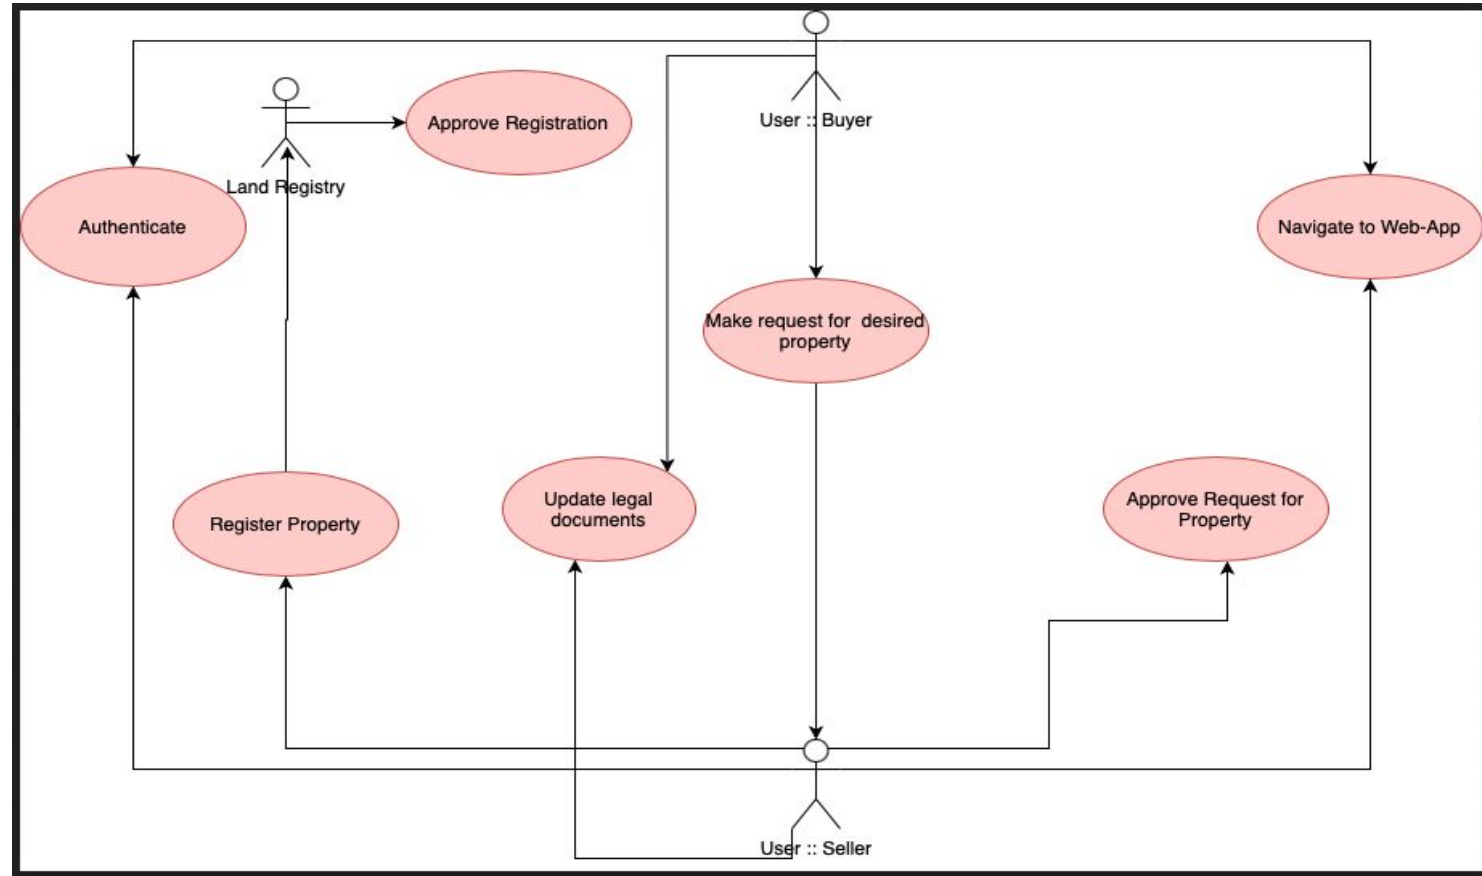 Approve Registration
User :: Buyer
Land Registry
Authenticate
Navigate to Web-App
Make request for desired
property
Register Property
Update legal
documents
Approve Request for
Property
User :: Seller